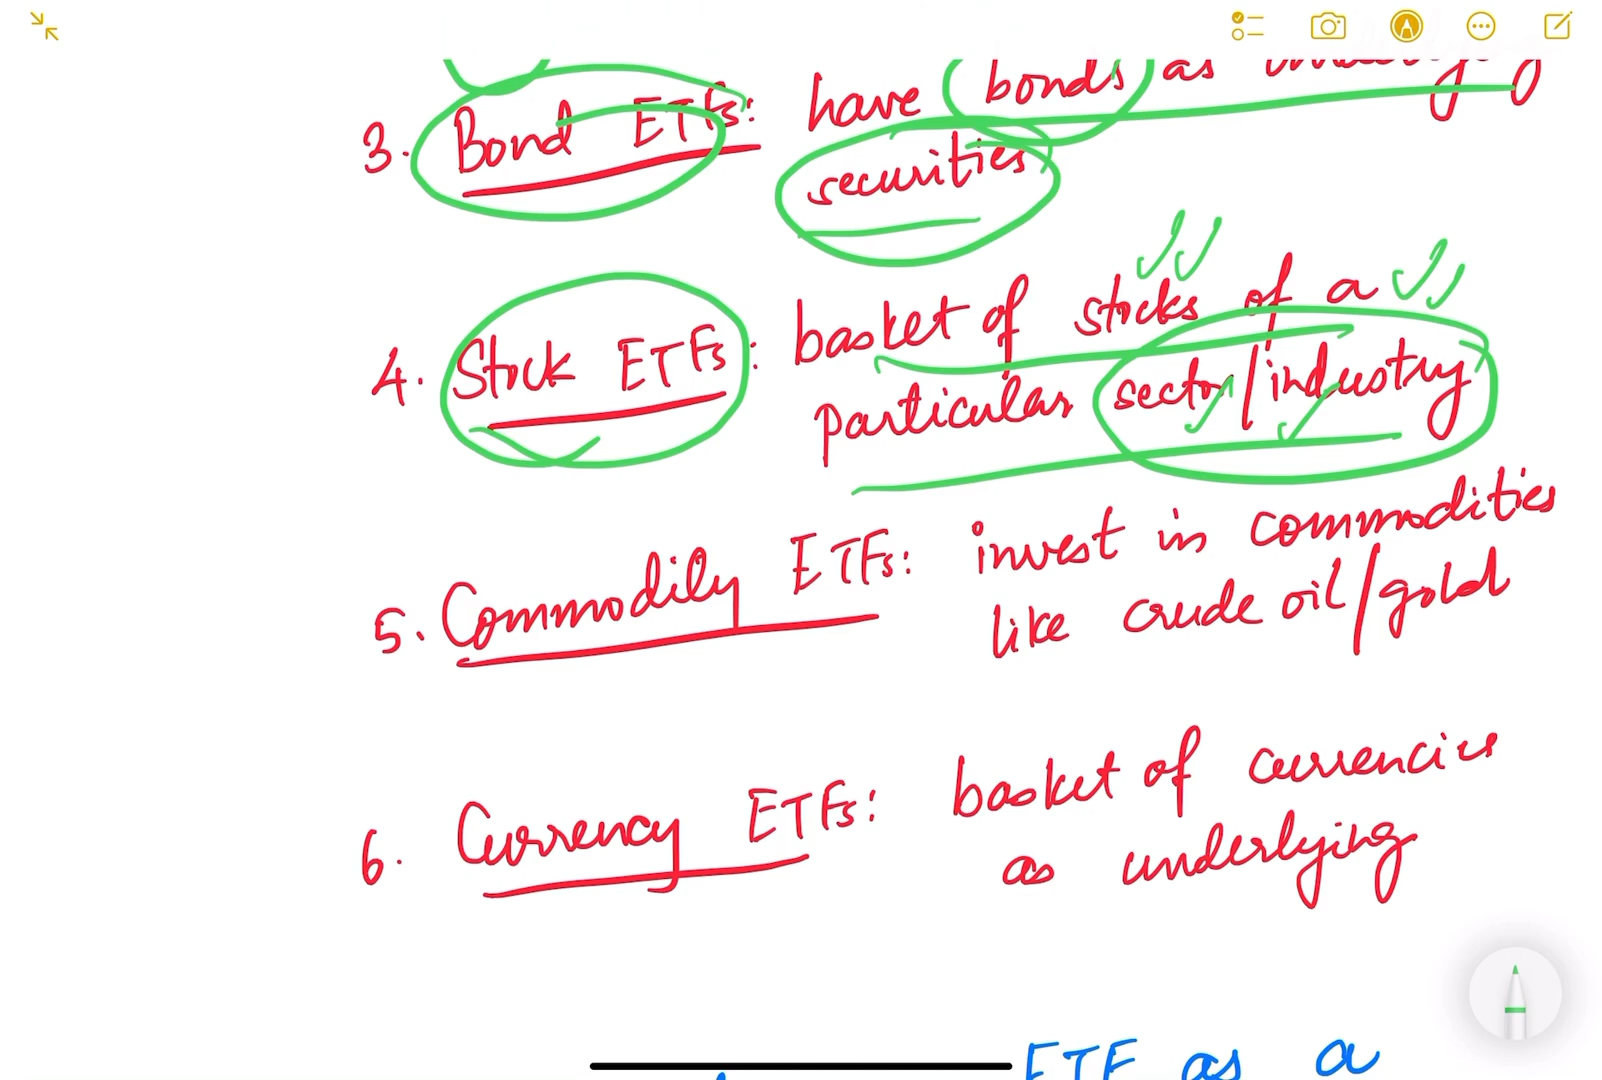 3. Bond ETFs: have bonds as underlying
securities
4. Stock ETFs: basket of stocks of a
particular sector/industry
5. Commodity ETFs: invest in commodities
like crude oil/gold
6. Currency ETFs: basket of currencies
as underlying
ETF as a